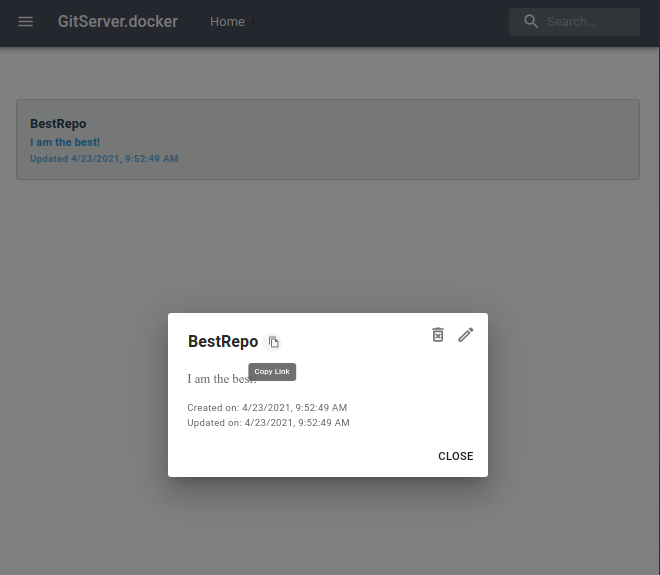 GitServer.docker
Home
Search...
BestRepo
I am the best!
Updated 4/23/2021, 9:52:49 AM
BestRepo
Copy Link
I am the best!
Created on: 4/23/2021, 9:52:49 AM
Updated on: 4/23/2021, 9:52:49 AM
CLOSE